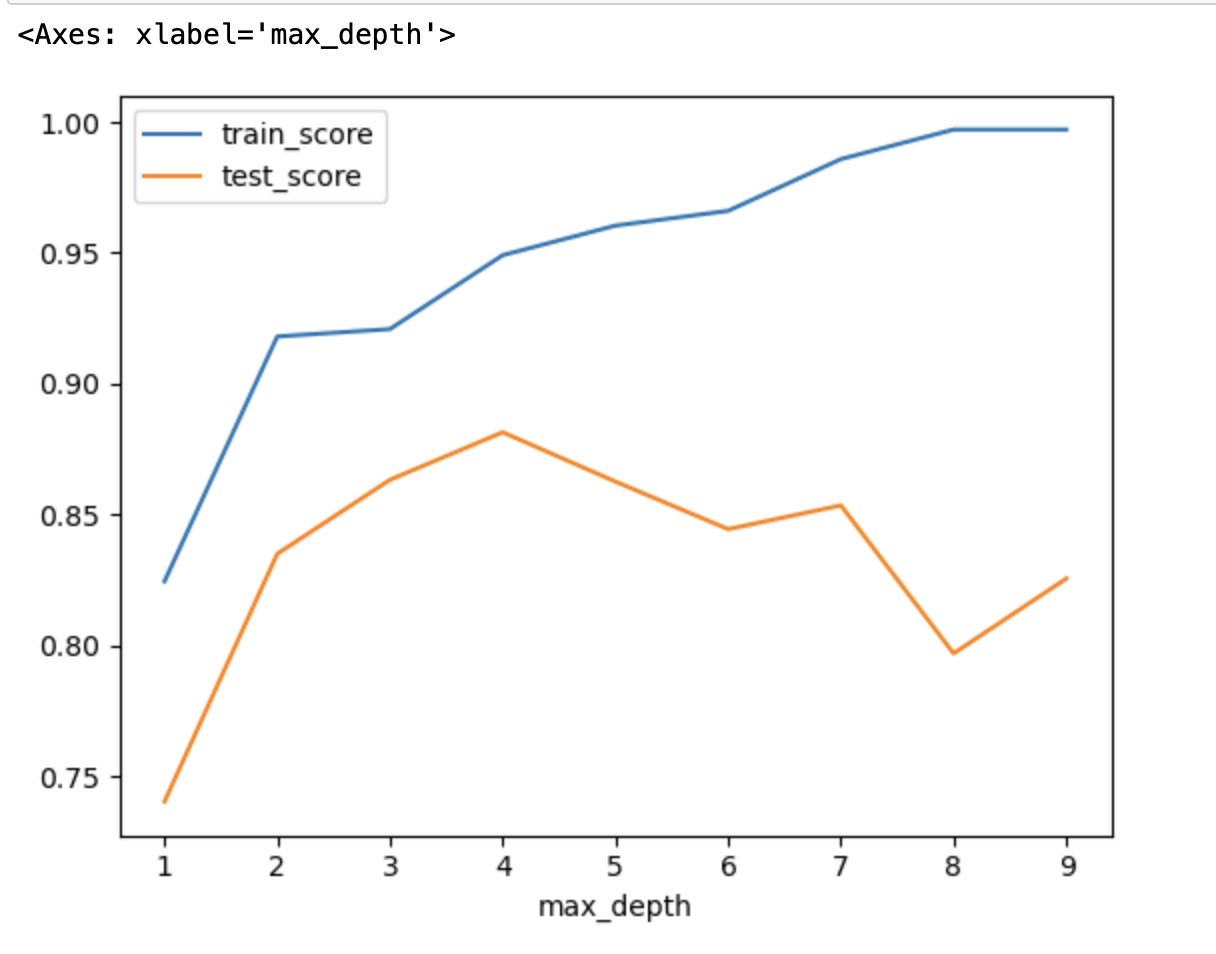 <Axes: xlabel='max_depth'>
1.00
0.95
0.90
0.85
0.80
0.75
train_score
test_score
1 2 3 4 5 6 7 8 9
max_depth